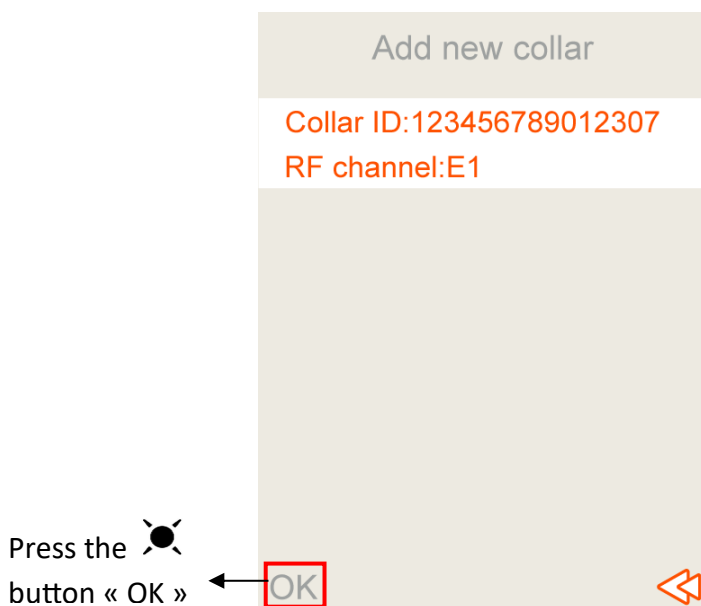 Add new collar
Collar ID:123456789012307
RF channel:E1
Press the
button « OK »
OK